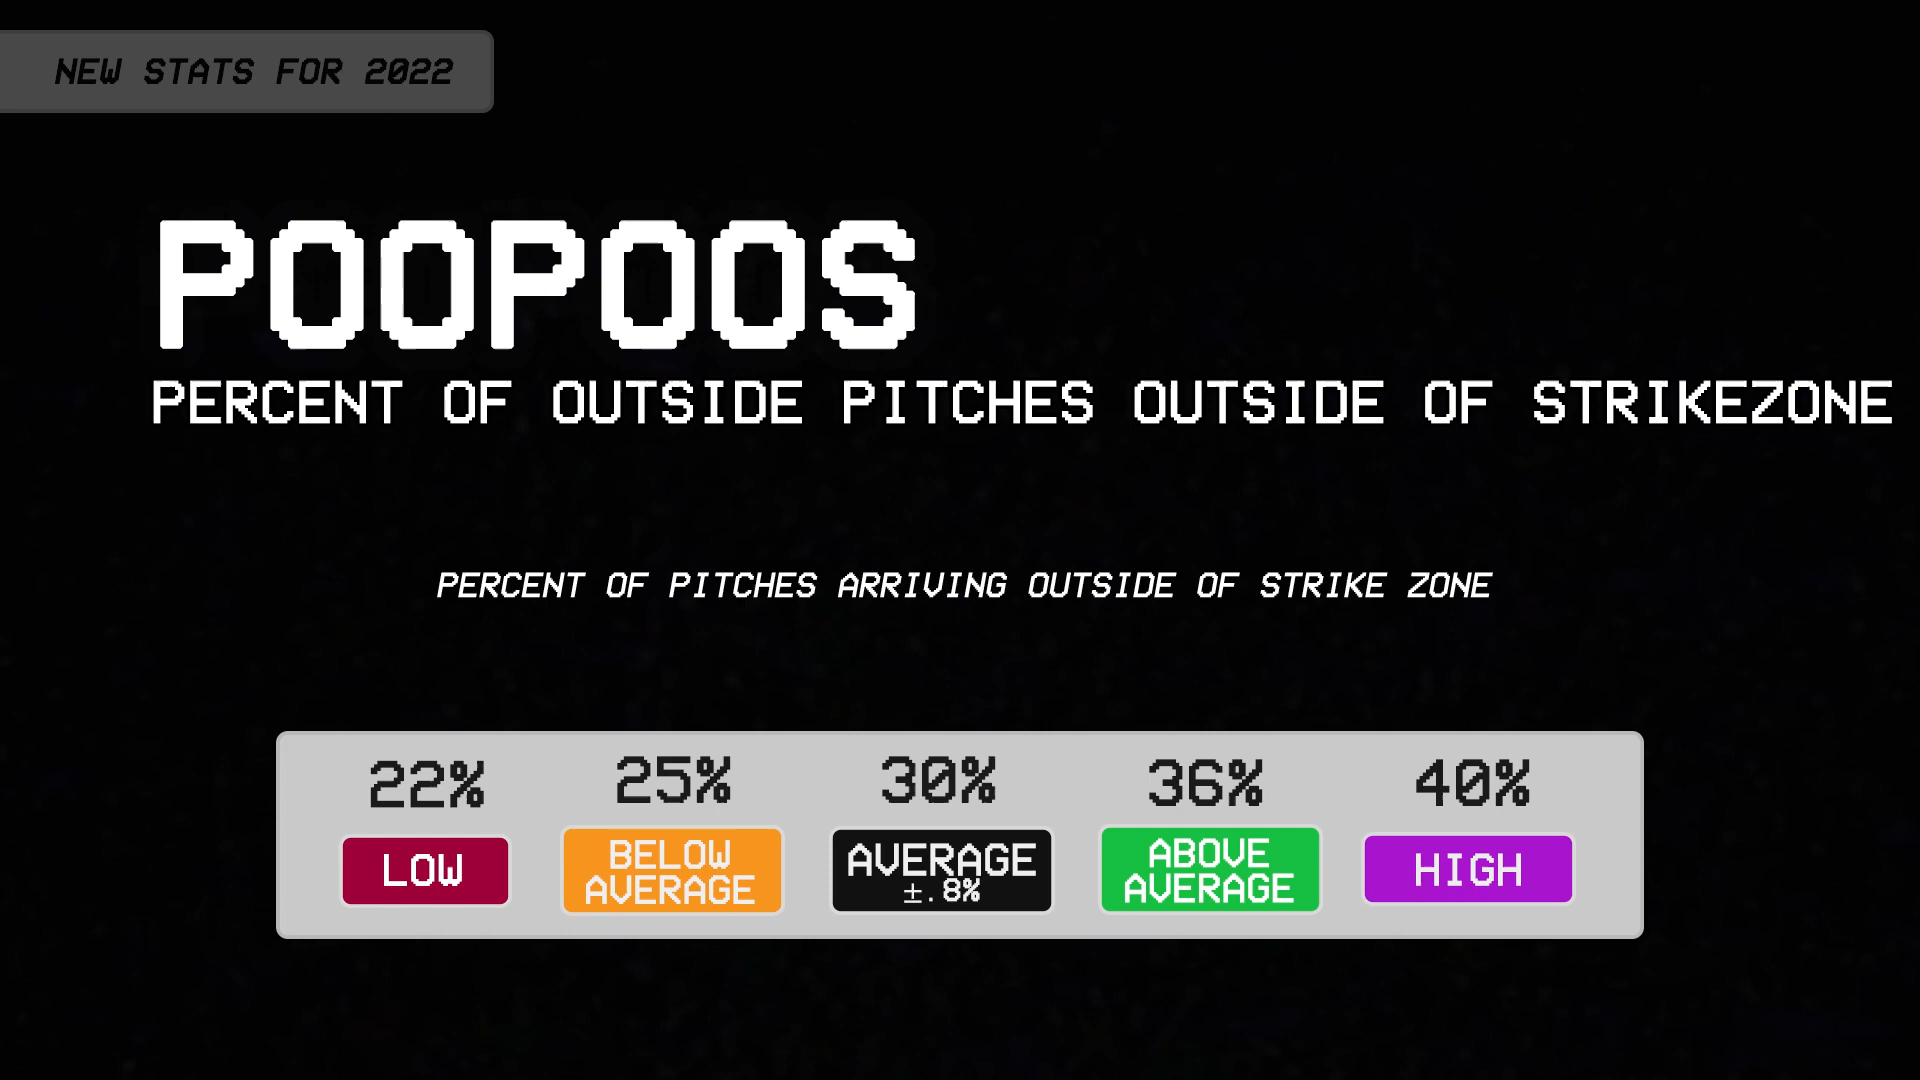 NEW STATS FOR 2022
POOPOOS
PERCENT OF OUTSIDE PITCHES OUTSIDE OF STRIKEZONE
PERCENT OF PITCHES ARRIVING OUTSIDE OF STRIKE ZONE
22% 25% 30% 36% 40%
LOW
BELOW
AVERAGE
AVERAGE
±.8%
ABOVE
AVERAGE
HIGH